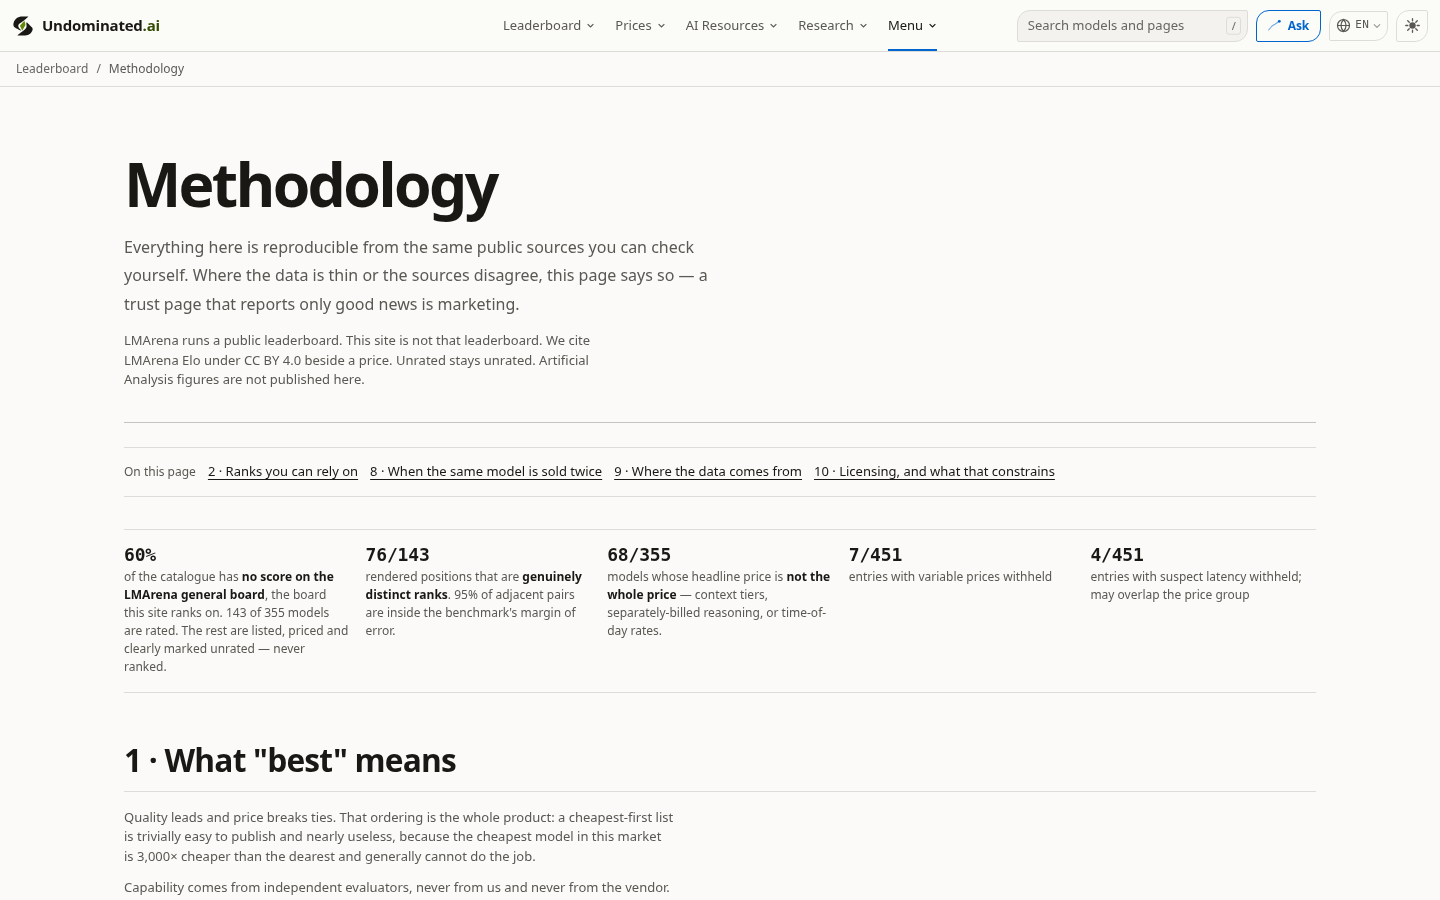 Undominated.ai
Leaderboard
Prices
AI Resources
Research
Menu
Search models and pages
/
Ask
EN
Leaderboard / Methodology
Methodology
Everything here is reproducible from the same public sources you can check
yourself. Where the data is thin or the sources disagree, this page says so — a
trust page that reports only good news is marketing.
LMArena runs a public leaderboard. This site is not that leaderboard. We cite
LMArena Elo under CC BY 4.0 beside a price. Unrated stays unrated. Artificial
Analysis figures are not published here.
On this page
2 · Ranks you can rely on
8 · When the same model is sold twice
9 · Where the data comes from
10 · Licensing, and what that constrains
60%
of the catalogue has no score on the
LMArena general board, the board
this site ranks on. 143 of 355 models
are rated. The rest are listed, priced and
clearly marked unrated — never
ranked.
76/143
rendered positions that are genuinely
distinct ranks. 95% of adjacent pairs
are inside the benchmark's margin of
error.
68/355
models whose headline price is not the
whole price — context tiers,
separately-billed reasoning, or time-of-
day rates.
7/451
entries with variable prices withheld
4/451
entries with suspect latency withheld;
may overlap the price group
1 · What "best" means
Quality leads and price breaks ties. That ordering is the whole product: a cheapest-first list
is trivially easy to publish and nearly useless, because the cheapest model in this market
is 3,000× cheaper than the dearest and generally cannot do the job.
Capability comes from independent evaluators, never from us and never from the vendor.